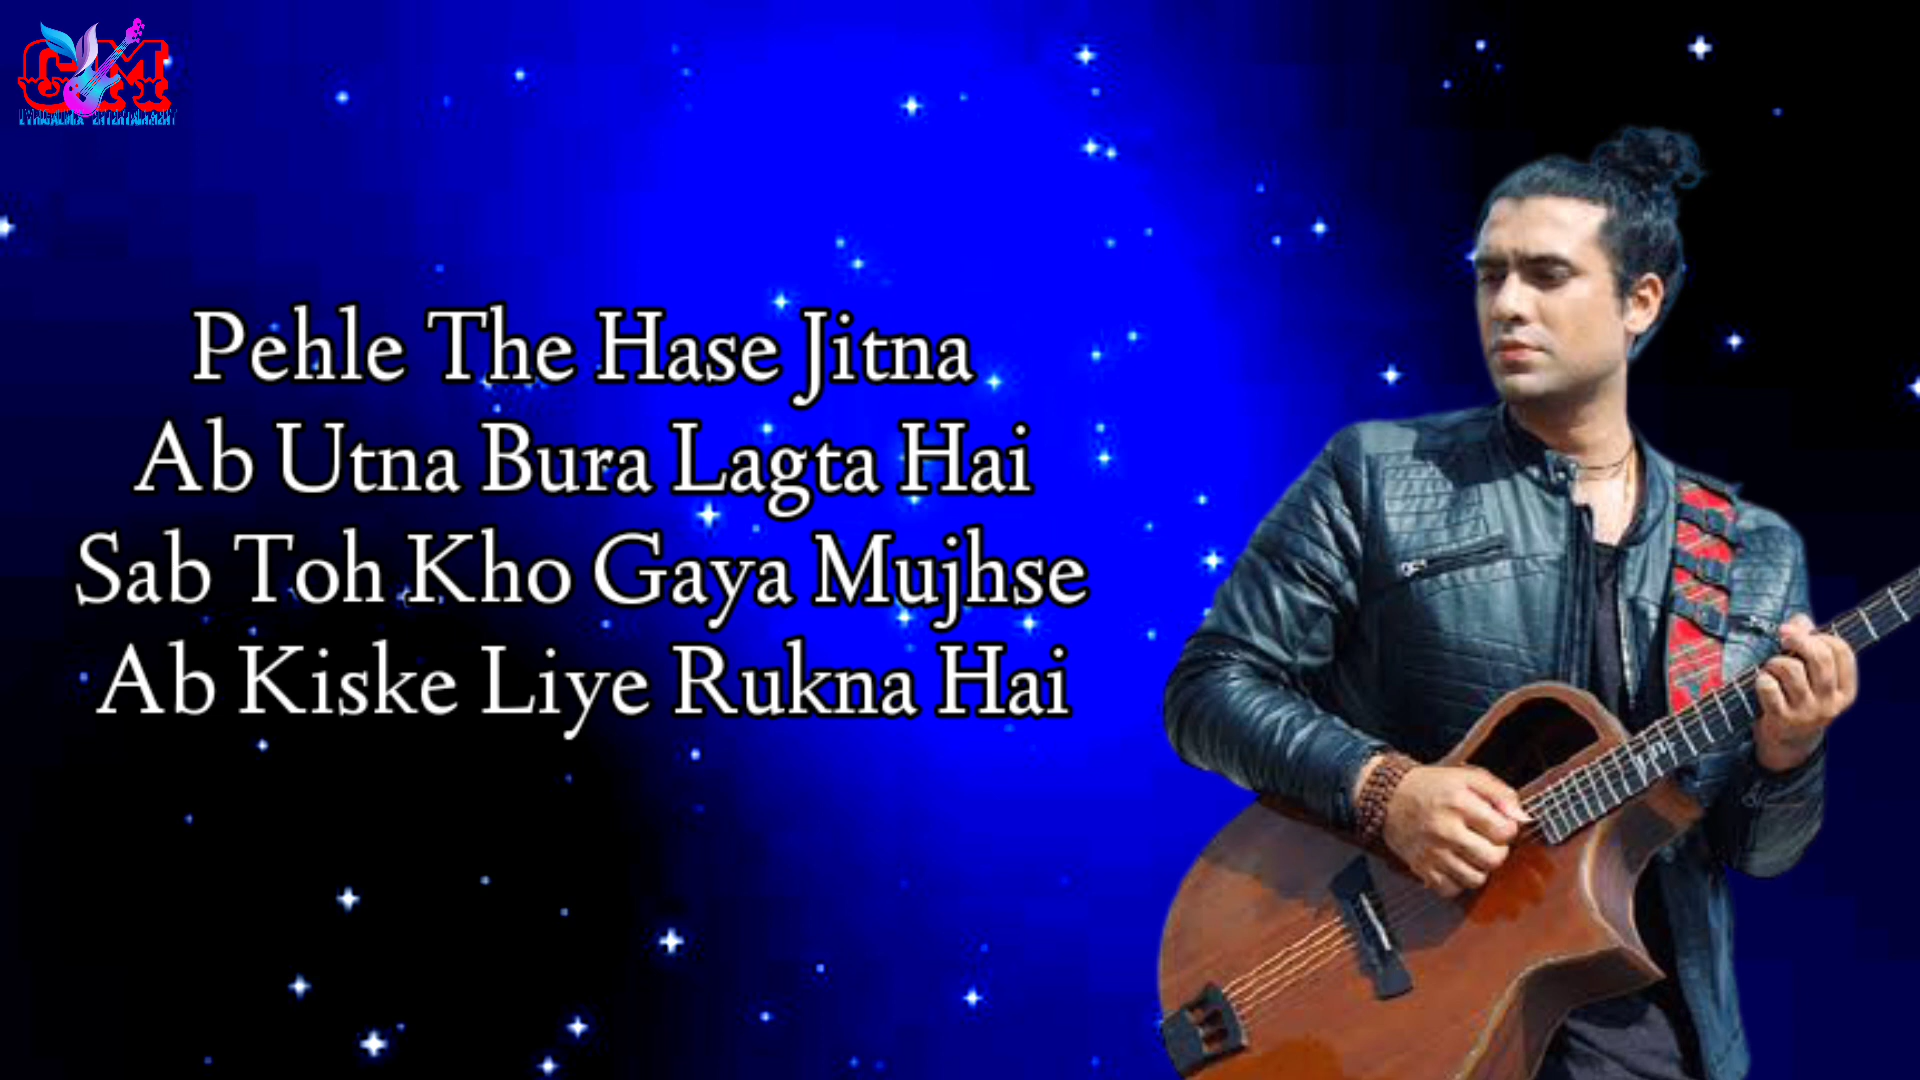 Pehle The Hase Jitna
Ab Utna Bura Lagta Hai
Sab Toh Kho Gaya Mujhse
Ab Kiske Liye Rukna Hai